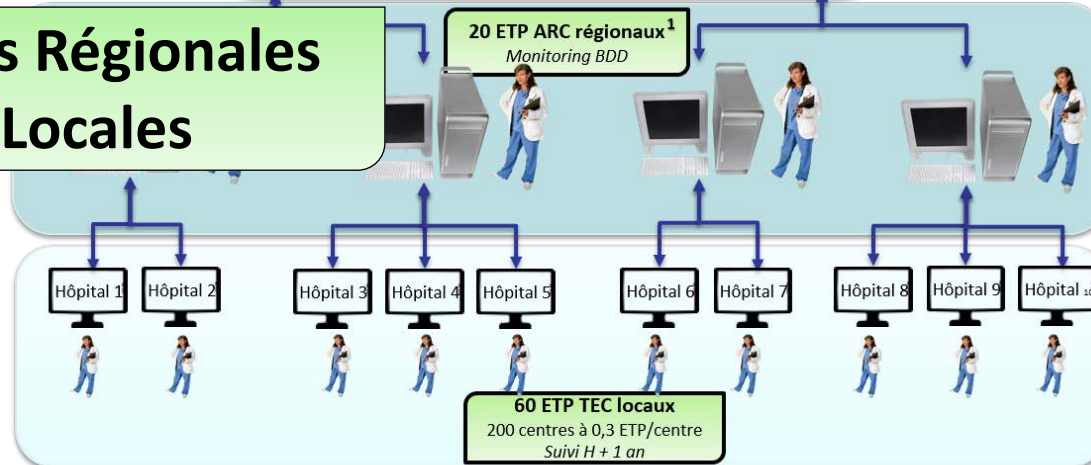 s Régionales
Locales
20 ETP ARC régionaux¹
Monitoring BDD
Hôpital 1
Hôpital 2
Hôpital 3
Hôpital 4
Hôpital 5
Hôpital 6
Hôpital 7
Hôpital 8
Hôpital 9
Hôpital 10
60 ETP TEC locaux
200 centres à 0,3 ETP/centre
Suivi H + 1 an